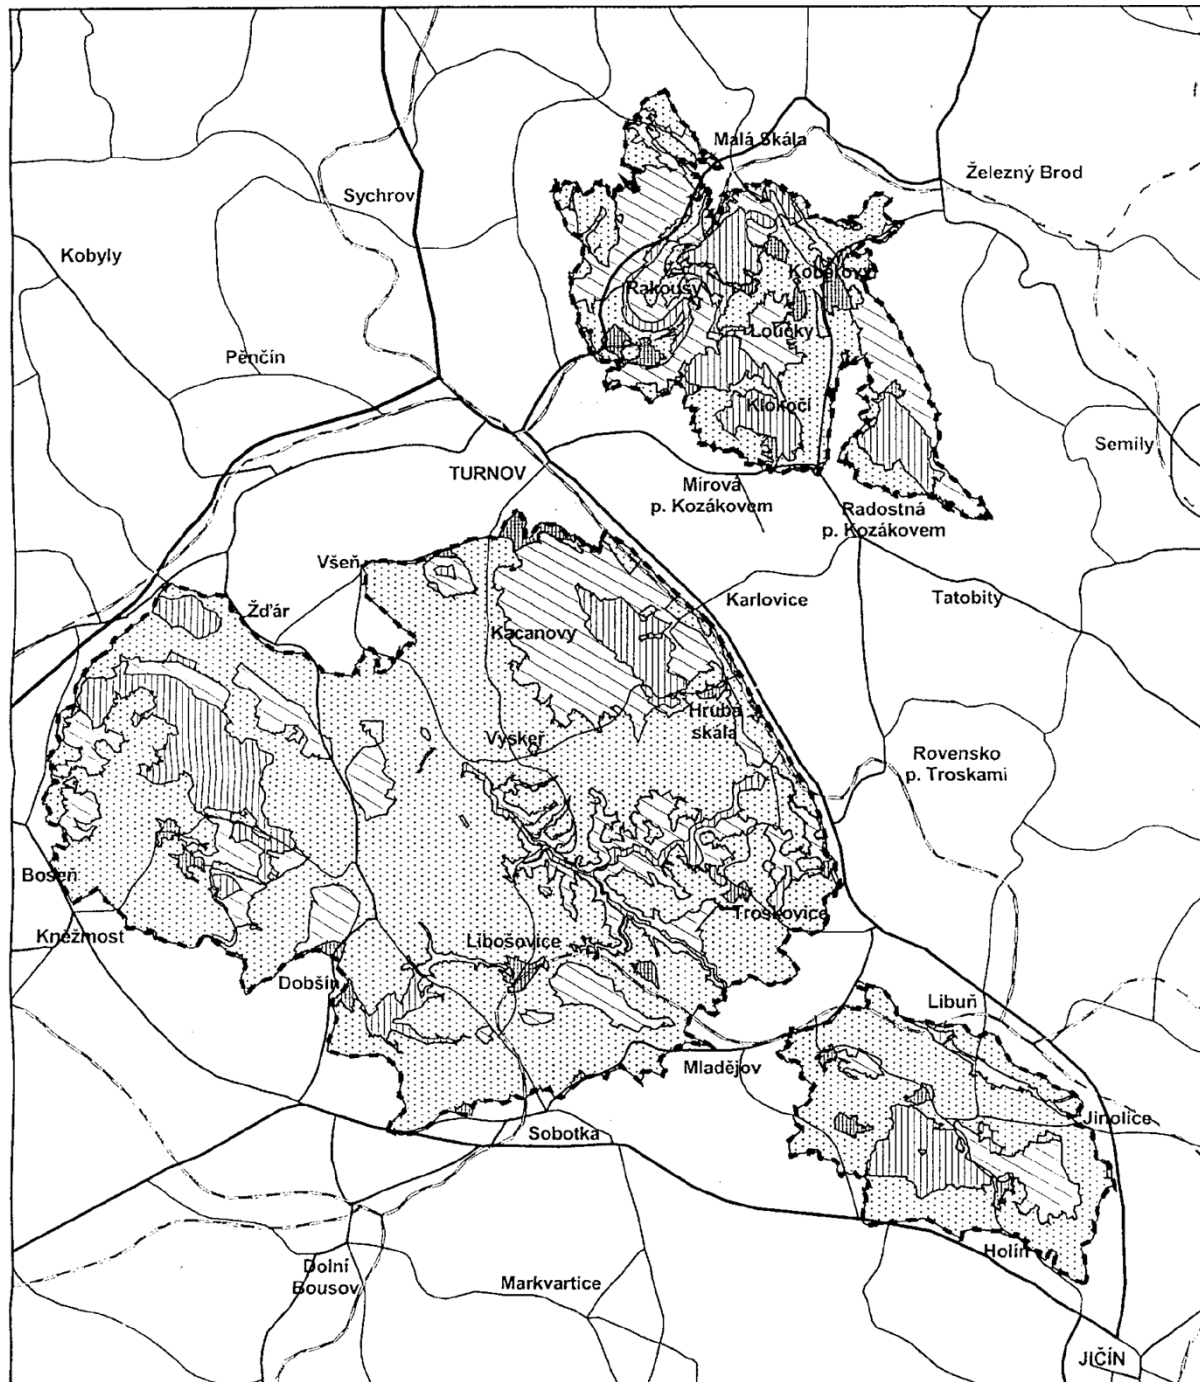 Malá Skála
Železný Brod
Sychrov
Kobyly
Kobakovy
Rakousy
Loučky
Pěnčín
Klokočí
Semily
TURNOV
Mírová
p. Kozákovem
Radostná
p. Kozákovem
Všeň
Žďár
Karlovice
Tatobity
Kacanovy
Hrubá
skála
Vyskeř
Rovensko
p. Troskami
Boseň
Troskovice
Kněžmost
Libošovice
Dobšín
Libuň
Mladějov
Jinolice
Sobotka
Holín
Dolní
Bousov
Markvartice
JIČÍN